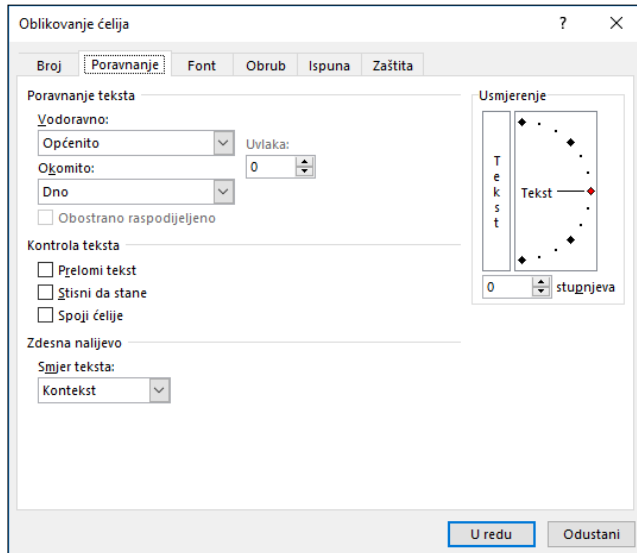 Oblikovanje ćelija ?
Broj Poravnanje Font Obrub Ispuna Zaštita
Poravnanje teksta
Vodoravno:
Općenito
Uvlaka:
0
Okomito:
Dno
Obostrano raspodijeljeno
Kontrola teksta
Prelomi tekst
Stisni da stane
Spoji ćelije
Zdesna nalijevo
Smjer teksta:
Kontekst
Usmjerenje
T
e
k
s
t
Tekst
0 stupnjeva
U redu Odustani